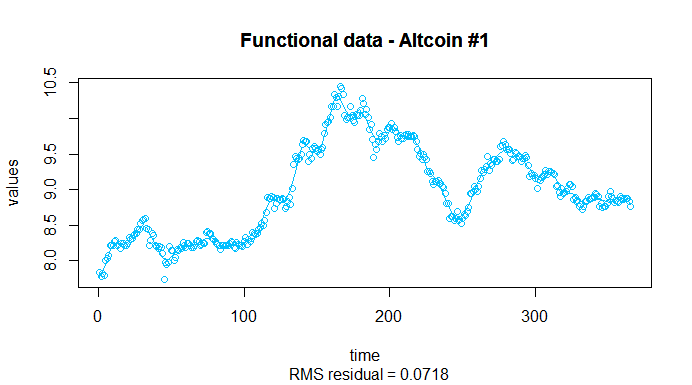 Functional data - Altcoin #1
values
10.5
9.5
9.0
8.5
8.0
0
100
200
300
time
RMS residual = 0.0718